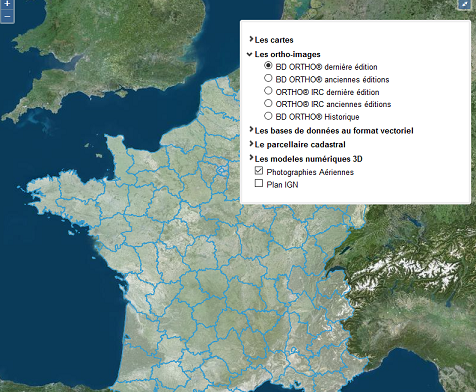 Les cartes
Les ortho-images
BD ORTHO® dernière édition
BD ORTHO® anciennes éditions
ORTHO® IRC dernière édition
ORTHO® IRC anciennes éditions
BD ORTHO® Historique
Les bases de données au format vectoriel
Le parcellaire cadastral
Les modeles numériques 3D
Photographies Aériennes
Plan IGN